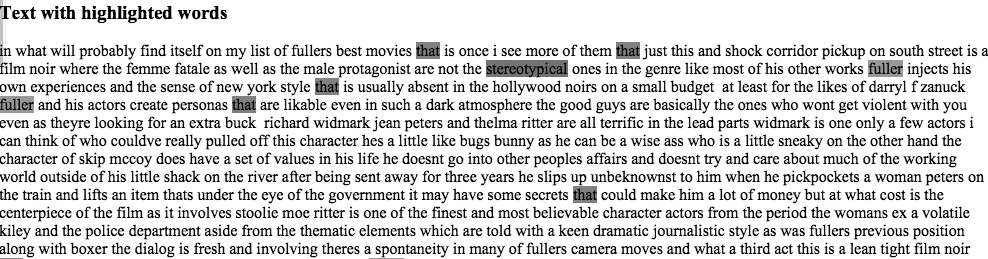 Text with highlighted words
in what will probably find itself on my list of fullers best movies that is once i see more of them that just this and shock corridor pickup on south street is a
film noir where the femme fatale as well as the male protagonist are not the stereotypical ones in the genre like most of his other works fuller injects his
own experiences and the sense of new york style that is usually absent in the hollywood noirs on a small budget  at least for the likes of darryl f zanuck
fuller and his actors create personas that are likable even in such a dark atmosphere the good guys are basically the ones who wont get violent with you
even as theyre looking for an extra buck  richard widmark jean peters and thelma ritter are all terrific in the lead parts widmark is one only a few actors i
can think of who couldve really pulled off this character hes a little like bugs bunny as he can be a wise ass who is a little sneaky on the other hand the
character of skip mccoy does have a set of values in his life he doesnt go into other peoples affairs and doesnt try and care about much of the working
world outside of his little shack on the river after being sent away for three years he slips up unbeknownst to him when he pickpockets a woman peters on
the train and lifts an item thats under the eye of the government it may have some secrets that could make him a lot of money but at what cost is the
centerpiece of the film as it involves stoolie moe ritter is one of the finest and most believable character actors from the period the womans ex a volatile
kiley and the police department aside from the thematic elements which are told with a keen dramatic journalistic style as was fullers previous position
along with boxer the dialog is fresh and involving theres a spontaneity in many of fullers camera moves and what a third act this is a lean tight film noir